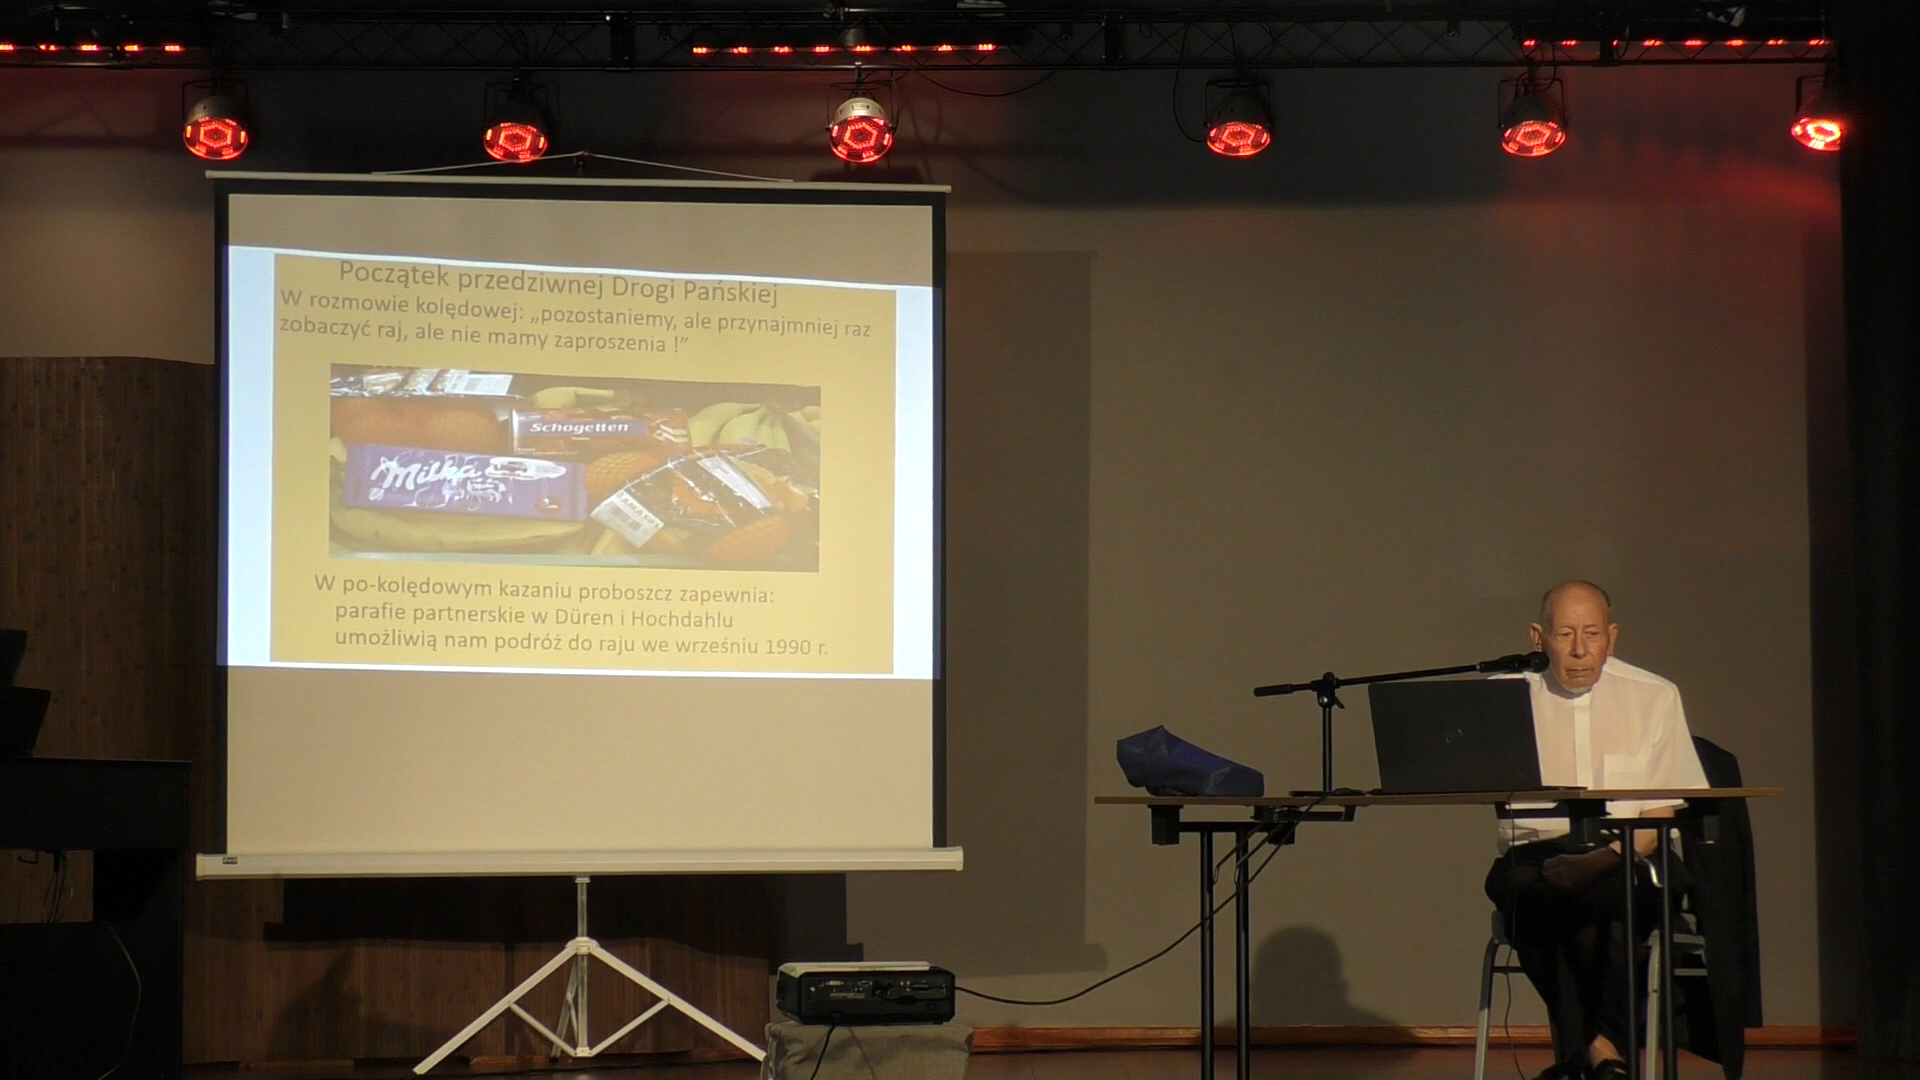 Początek przedziwnej Drogi Pańskiej
W rozmowie kolędowej: „pozostaniemy, ale przynajmniej raz
zobaczyć raj, ale nie mamy zaproszenia !”
Schogetten
Milka
W po-kolędowym kazaniu proboszcz zapewnia:
parafie partnerskie w Düren i Hochdahlu
umożliwią nam podróż do raju we wrześniu 1990 r.